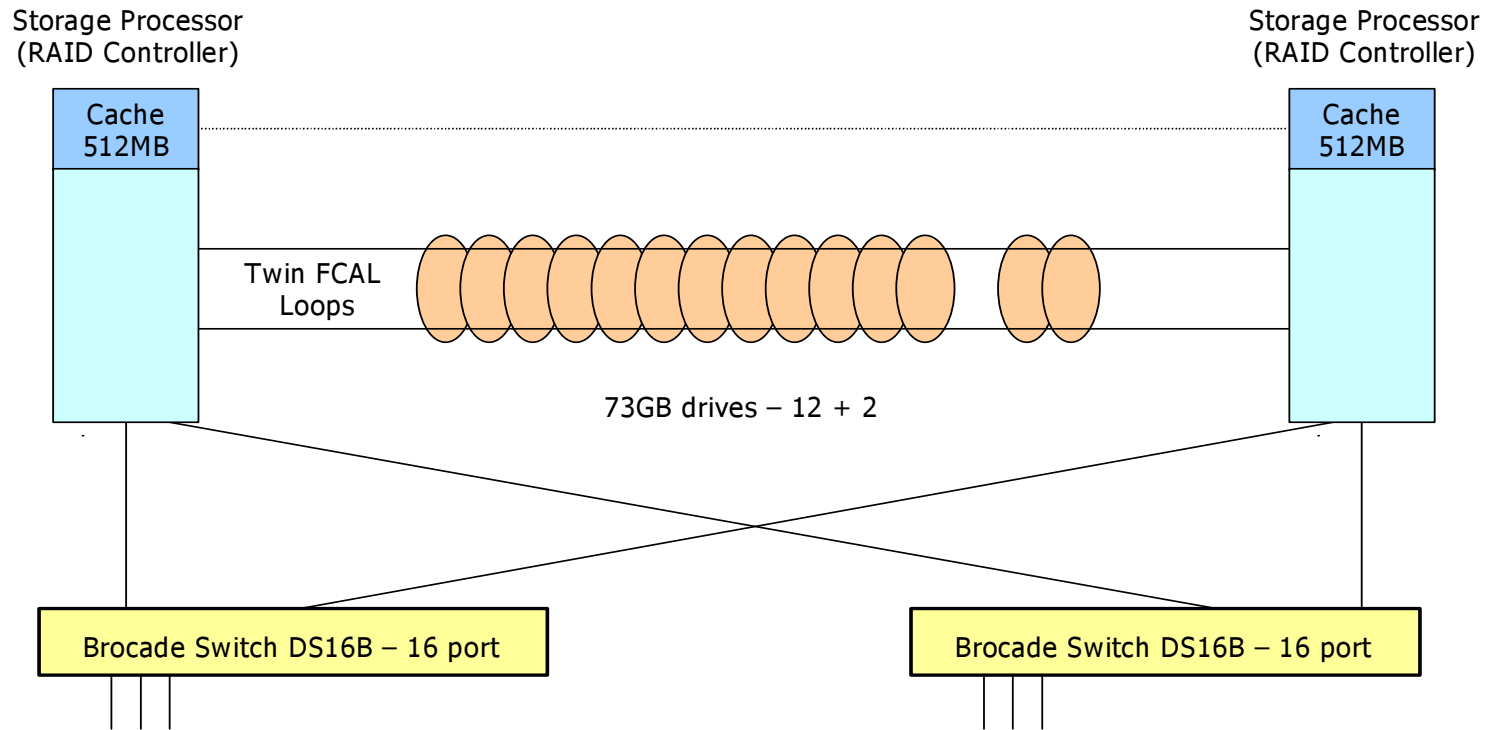 Storage Processor
(RAID Controller)
Storage Processor
(RAID Controller)
Cache
512MB
Cache
512MB
Twin FCAL
Loops
73GB drives – 12 + 2
Brocade Switch DS16B – 16 port
Brocade Switch DS16B – 16 port